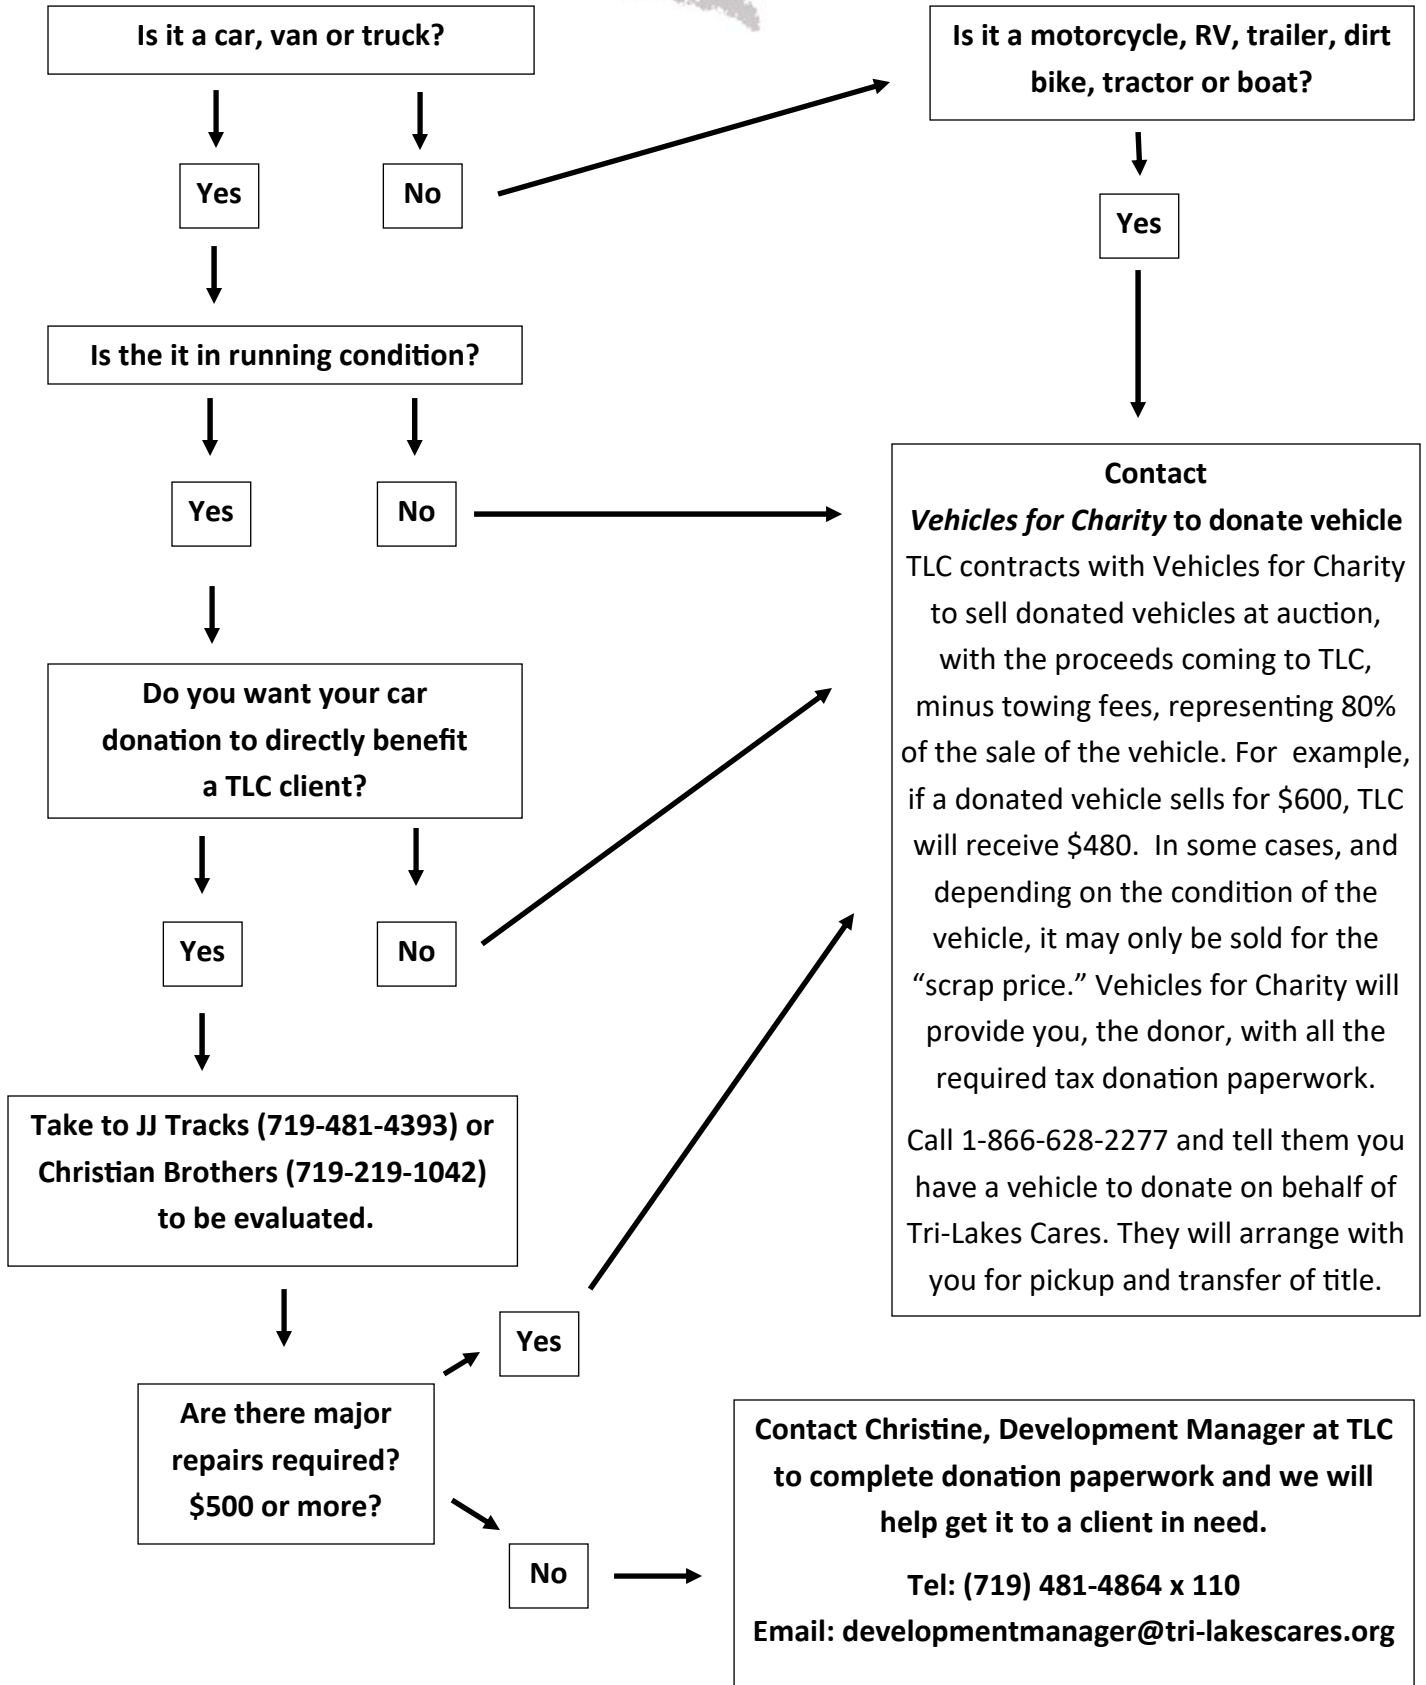 Is it a car, van or truck?
Yes
No
Is it a motorcycle, RV, trailer, dirt
bike, tractor or boat?
Yes
Is the it in running condition?
Yes
No
Do you want your car
donation to directly benefit
a TLC client?
Yes
No
Take to JJ Tracks (719-481-4393) or
Christian Brothers (719-219-1042)
to be evaluated.
Are there major
repairs required?
$500 or more?
Yes
No
Contact
Vehicles for Charity to donate vehicle
TLC contracts with Vehicles for Charity
to sell donated vehicles at auction,
with the proceeds coming to TLC,
minus towing fees, representing 80%
of the sale of the vehicle. For  example,
if a donated vehicle sells for $600, TLC
will receive $480.  In some cases, and
depending on the condition of the
vehicle, it may only be sold for the
“scrap price.” Vehicles for Charity will
provide you, the donor, with all the
required tax donation paperwork.
Call 1-866-628-2277 and tell them you
have a vehicle to donate on behalf of
Tri-Lakes Cares. They will arrange with
you for pickup and transfer of title.
Contact Christine, Development Manager at TLC
to complete donation paperwork and we will
help get it to a client in need.
Tel: (719) 481-4864 x 110
Email: developmentmanager@tri-lakescares.org